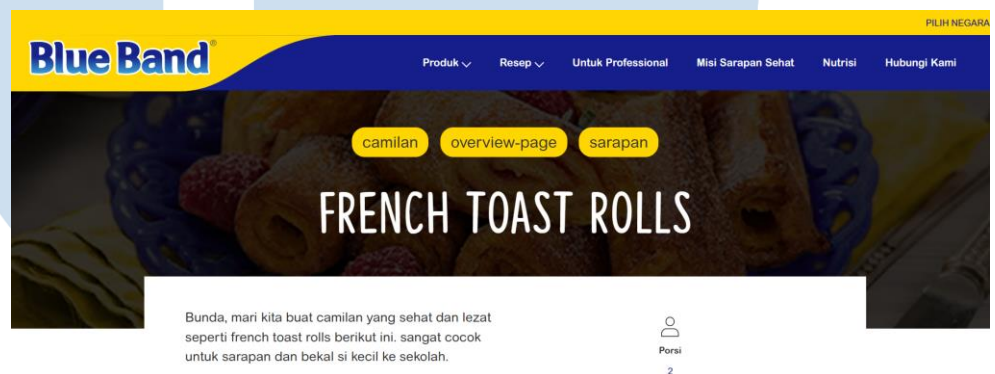 PILIH NEGARA
Blue Band®
Produk Resep Untuk Professional Misi Sarapan Sehat Nutrisi Hubungi Kami
camilan overview-page sarapan
FRENCH TOAST ROLLS
Bunda, mari kita buat camilan yang sehat dan lezat
seperti french toast rolls berikut ini. sangat cocok
untuk sarapan dan bekal si kecil ke sekolah.
Porsi
2